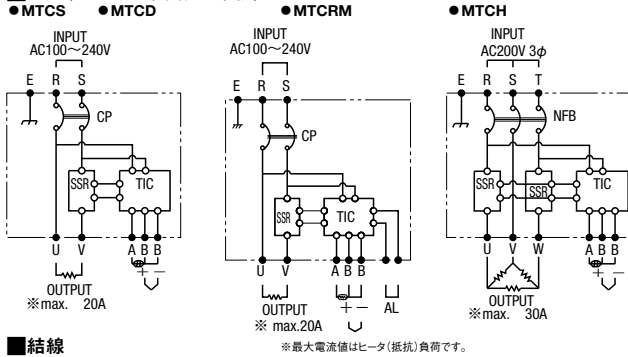 ●MTCS ●MTCD
INPUT
AC100～240V
E R S
CP
SSR TIC
U V A B B
＋ −
OUTPUT
※max. 20A
●MTCRM
INPUT
AC100～240V
E R S
CP
SSR TIC
U V A B B
＋ − AL
OUTPUT
※ max.20A
●MTCH
INPUT
AC200V 3φ
E R S T
NFB
SSR SSR TIC
U V W A B B
＋ −
OUTPUT
※max. 30A
■結線
※最大電流値はヒータ(抵抗)負荷です。